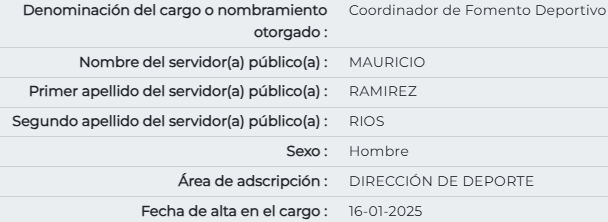 Denominación del cargo o nombramiento otorgado : Coordinador de Fomento Deportivo
Nombre del servidor(a) público(a) : MAURICIO
Primer apellido del servidor(a) público(a) : RAMIREZ
Segundo apellido del servidor(a) público(a) : RIOS
Sexo : Hombre
Área de adscripción : DIRECCIÓN DE DEPORTE
Fecha de alta en el cargo : 16-01-2025